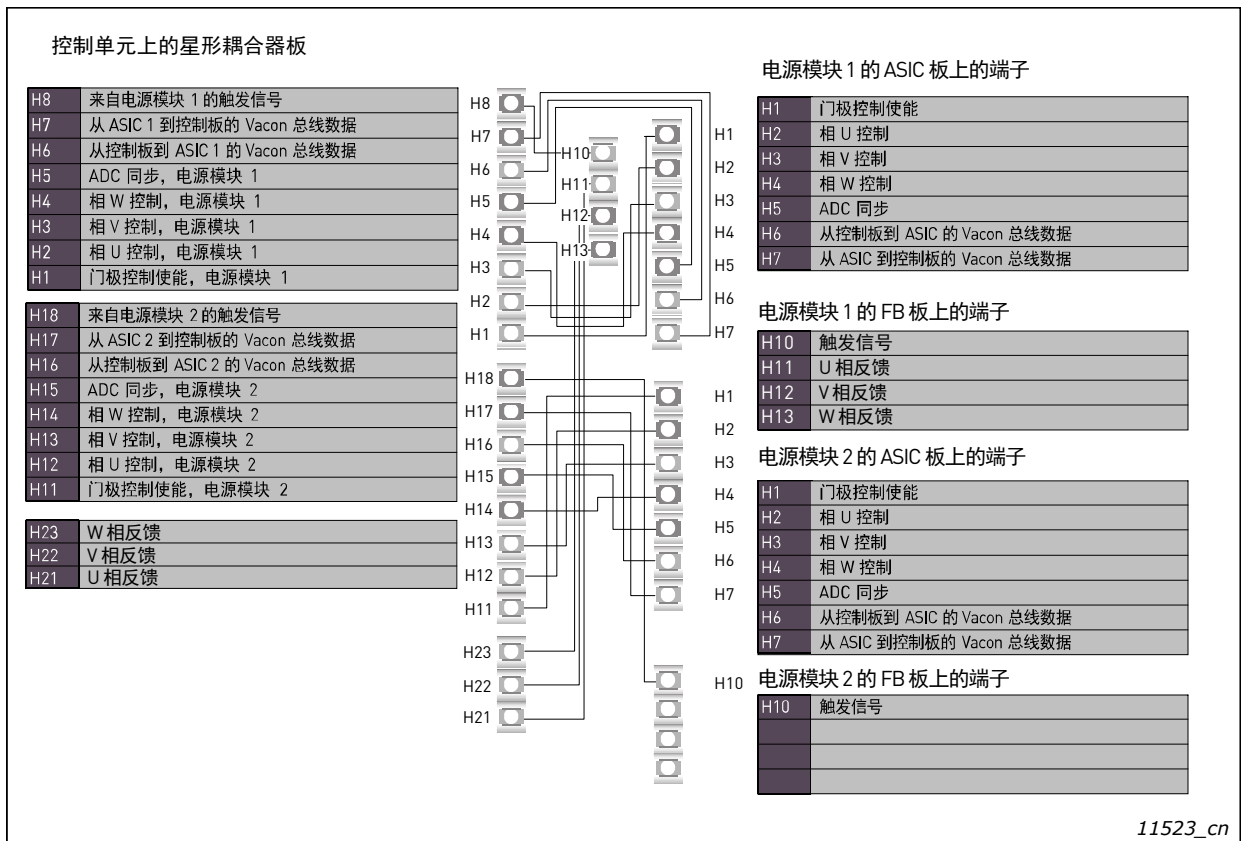 控制单元上的星形耦合器板
H8 来自电源模块 1 的触发信号
H7 从 ASIC 1 到控制板的 Vacon 总线数据
H6 从控制板到 ASIC 1 的 Vacon 总线数据
H5 ADC 同步，电源模块 1
H4 相 W 控制，电源模块 1
H3 相 V 控制，电源模块 1
H2 相 U 控制，电源模块 1
H1 门极控制使能，电源模块 1
H18 来自电源模块 2 的触发信号
H17 从 ASIC 2 到控制板的 Vacon 总线数据
H16 从控制板到 ASIC 2 的 Vacon 总线数据
H15 ADC 同步，电源模块 2
H14 相 W 控制，电源模块 2
H13 相 V 控制，电源模块 2
H12 相 U 控制，电源模块 2
H11 门极控制使能，电源模块 2
H23 W 相反馈
H22 V 相反馈
H21 U 相反馈
H8
H7
H6
H5
H4
H3
H2
H1
H18
H17
H16
H15
H14
H13
H12
H11
H23
H22
H21
H10
H11
H12
H13
H1
H2
H3
H4
H5
H6
H7
H1
H2
H3
H4
H5
H6
H7
H10
电源模块 1 的 ASIC 板上的端子
H1 门极控制使能
H2 相 U 控制
H3 相 V 控制
H4 相 W 控制
H5 ADC 同步
H6 从控制板到 ASIC 的 Vacon 总线数据
H7 从 ASIC 到控制板的 Vacon 总线数据
电源模块 1 的 FB 板上的端子
H10 触发信号
H11 U 相反馈
H12 V 相反馈
H13 W 相反馈
电源模块 2 的 ASIC 板上的端子
H1 门极控制使能
H2 相 U 控制
H3 相 V 控制
H4 相 W 控制
H5 ADC 同步
H6 从控制板到 ASIC 的 Vacon 总线数据
H7 从 ASIC 到控制板的 Vacon 总线数据
电源模块 2 的 FB 板上的端子
H10 触发信号
11523_cn